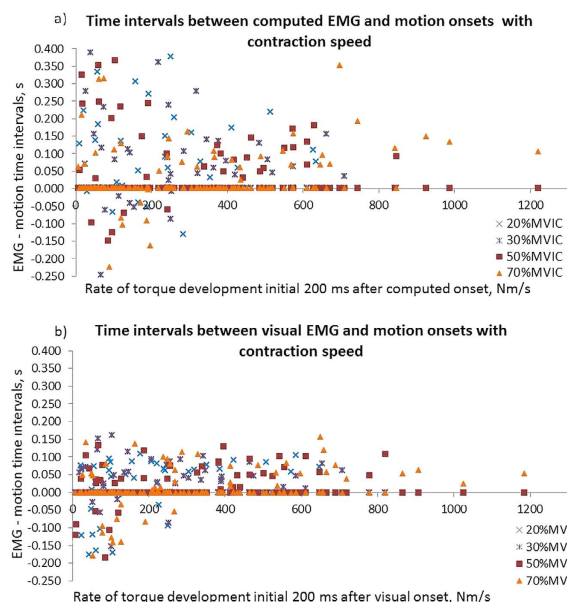 a)
Time intervals between computed EMG and motion onsets with
contraction speed
EMG - motion time intervals, s
0.400
0.350
0.300
0.250
0.200
0.150
0.100
0.050
0.000
-0.050
-0.100
-0.150
-0.200
-0.250
0 200 400 600 800 1000 1200
20%MVIC
30%MVIC
50%MVIC
70%MVIC
Rate of torque development initial 200 ms after computed onset, Nm/s
b)
Time intervals between visual EMG and motion onsets with
contraction speed
EMG - motion time intervals, s
0.400
0.350
0.300
0.250
0.200
0.150
0.100
0.050
0.000
-0.050
-0.100
-0.150
-0.200
-0.250
0 200 400 600 800 1000 1200
20%MV
30%MV
50%MV
70%MV
Rate of torque development initial 200 ms after visual onset, Nm/s